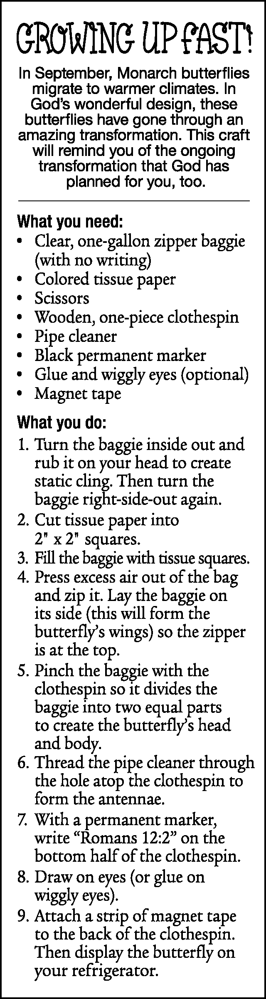 GROWING UP FAST!
In September, Monarch butterflies
migrate to warmer climates. In
God's wonderful design, these
butterflies have gone through an
amazing transformation. This craft
will remind you of the ongoing
transformation that God has
planned for you, too.
What you need:
• Clear, one-gallon zipper baggie
(with no writing)
• Colored tissue paper
• Scissors
• Wooden, one-piece clothespin
• Pipe cleaner
• Black permanent marker
• Glue and wiggly eyes (optional)
• Magnet tape
What you do:
1. Turn the baggie inside out and
rub it on your head to create
static cling. Then turn the
baggie right-side-out again.
2. Cut tissue paper into
2" x 2" squares.
3. Fill the baggie with tissue squares.
4. Press excess air out of the bag
and zip it. Lay the baggie on
its side (this will form the
butterfly's wings) so the zipper
is at the top.
5. Pinch the baggie with the
clothespin so it divides the
baggie into two equal parts
to create the butterfly's head
and body.
6. Thread the pipe cleaner through
the hole atop the clothespin to
form the antennae.
7. With a permanent marker,
write “Romans 12:2” on the
bottom half of the clothespin.
8. Draw on eyes (or glue on
wiggly eyes).
9. Attach a strip of magnet tape
to the back of the clothespin.
Then display the butterfly on
your refrigerator.